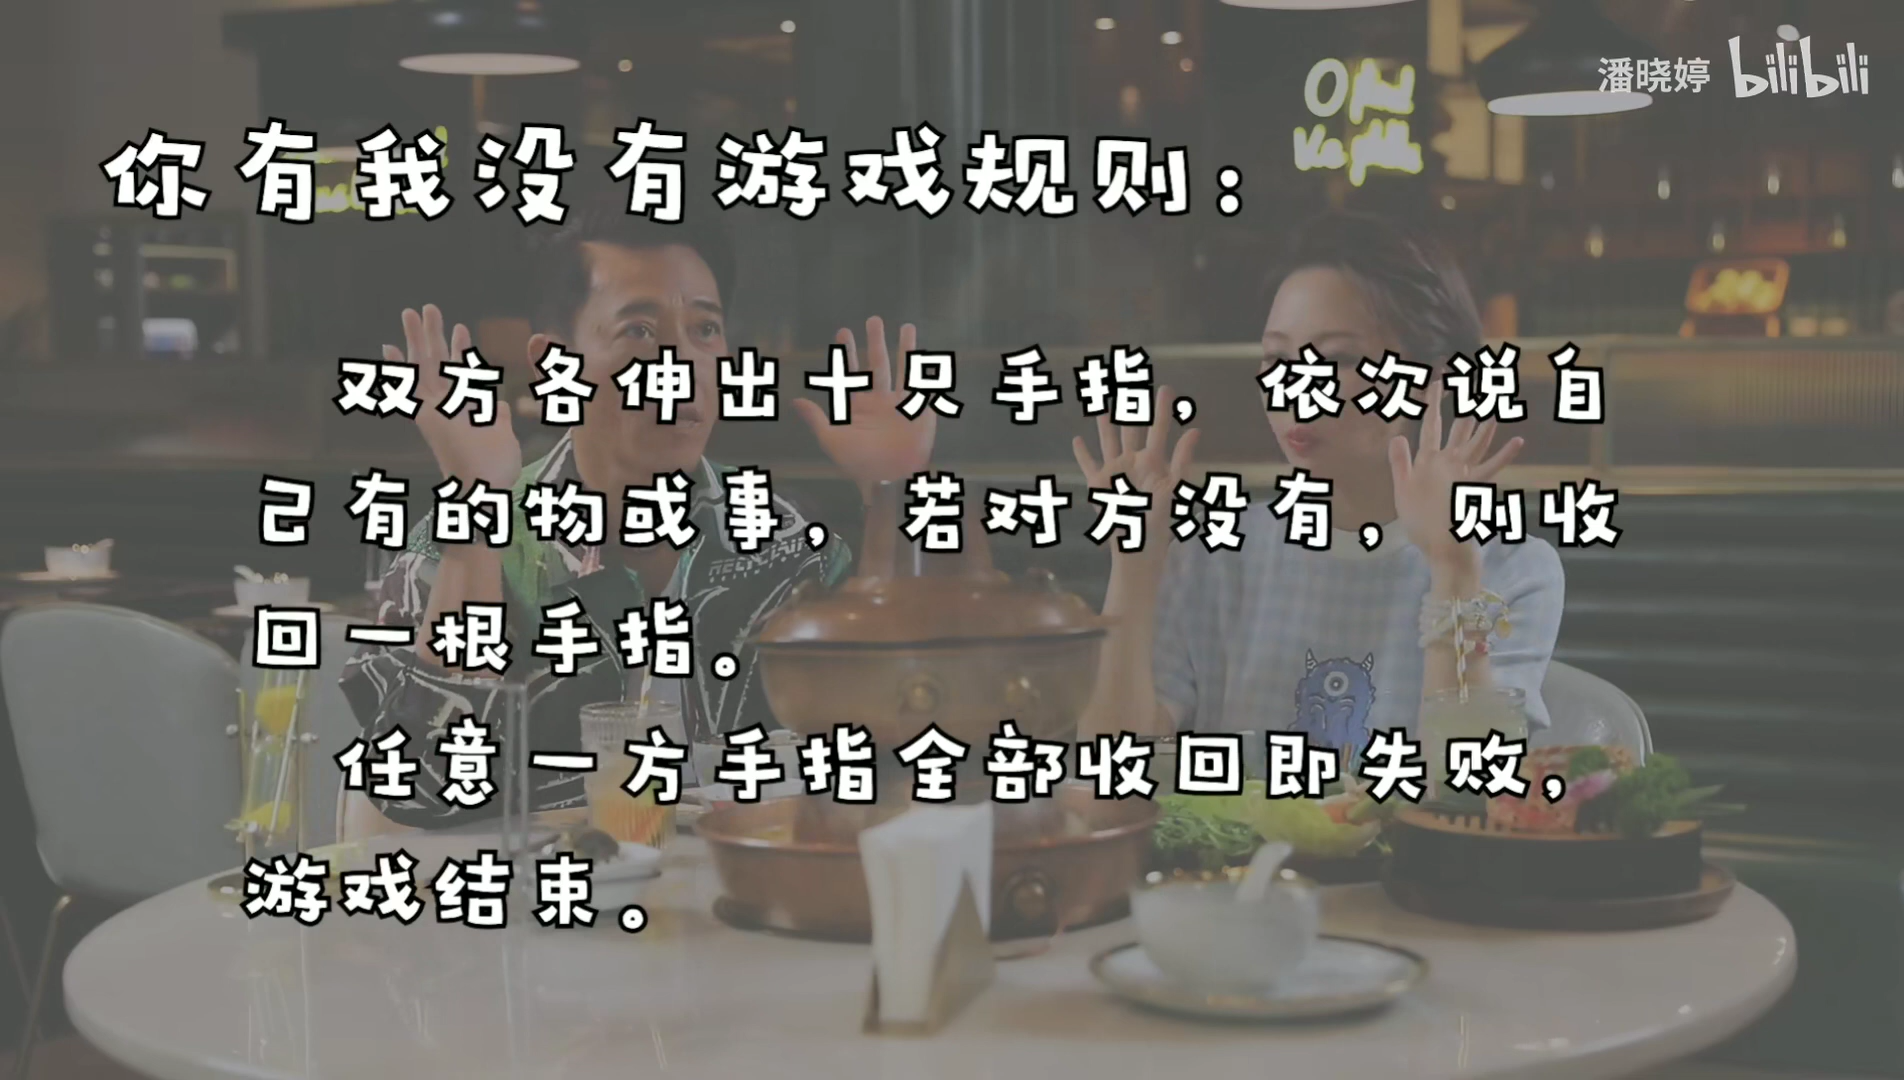 潘晓婷 bilibili
你有我没有游戏规则：
双方各伸出十只手指，依次说自
己有的物或事，若对方没有，则收
回一根手指。
任意一方手指全部收回即失败，
游戏结束。